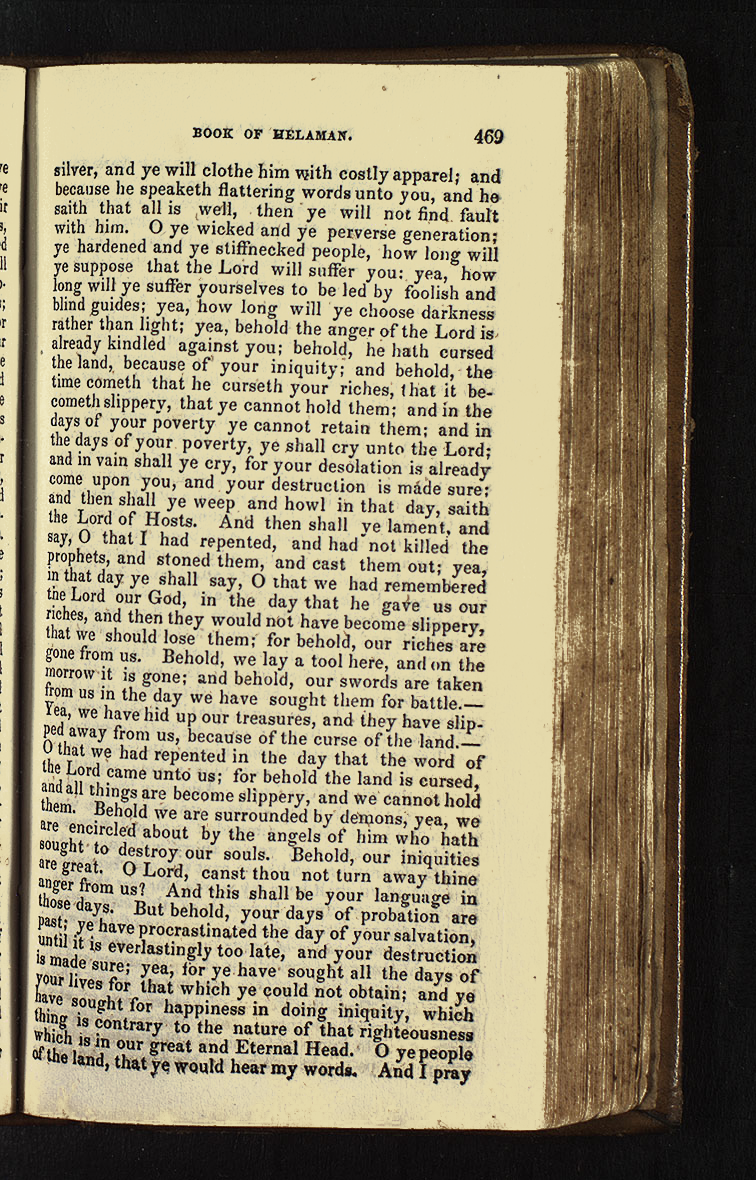 BOOK OF HELAMAN. 469
silver, and ye will clothe him with costly apparel; and
because he speaketh flattering words unto you, and he
saith that all is well, then ye will not find fault
with him. O ye wicked and ye perverse generation;
ye hardened and ye stiffnecked people, how long will
ye suppose that the Lord will suffer you: yea, how
long will ye suffer yourselves to be led by foolish and
blind guides; yea, how long will ye choose darkness
rather than light; yea, behold the anger of the Lord is
already kindled against you; behold, he hath cursed
the land, because of your iniquity; and behold, the
time cometh that he curseth your riches, that it be-
cometh slippery, that ye cannot hold them; and in the
days of your poverty ye cannot retain them; and in
the days of your poverty, ye shall cry unto the Lord;
and in vain shall ye cry, for your desolation is already
come upon you, and your destruction is made sure;
and then shall ye weep and howl in that day, saith
the Lord of Hosts. And then shall ye lament, and
say, O that I had repented, and had not killed the
prophets, and stoned them, and cast them out; yea,
in that day ye shall say, O that we had remembered
the Lord our God, in the day that he gave us our
riches, and then they would not have become slippery,
that we should lose them; for behold, our riches are
gone from us. Behold, we lay a tool here, and on the
morrow it is gone; and behold, our swords are taken
from us in the day we have sought them for battle.—
Yea, we have hid up our treasures, and they have slip-
ped away from us, because of the curse of the land.—
O that we had repented in the day that the word of
the Lord came unto us; for behold the land is cursed,
and all things are become slippery, and we cannot hold
them. Behold we are surrounded by demons, yea, we
are encircled about by the angels of him who hath
sought to destroy our souls. Behold, our iniquities
are great. O Lord, canst thou not turn away thine
anger from us? And this shall be your language in
those days. But behold, your days of probation are
past; ye have procrastinated the day of your salvation,
until it is everlastingly too late, and your destruction
is made sure; yea, for ye have sought all the days of
your lives for that which ye could not obtain; and ye
have sought for happiness in doing iniquity, which
thing is contrary to the nature of that righteousness
which is in our great and Eternal Head. O ye people
of the land, that ye would hear my words. And I pray